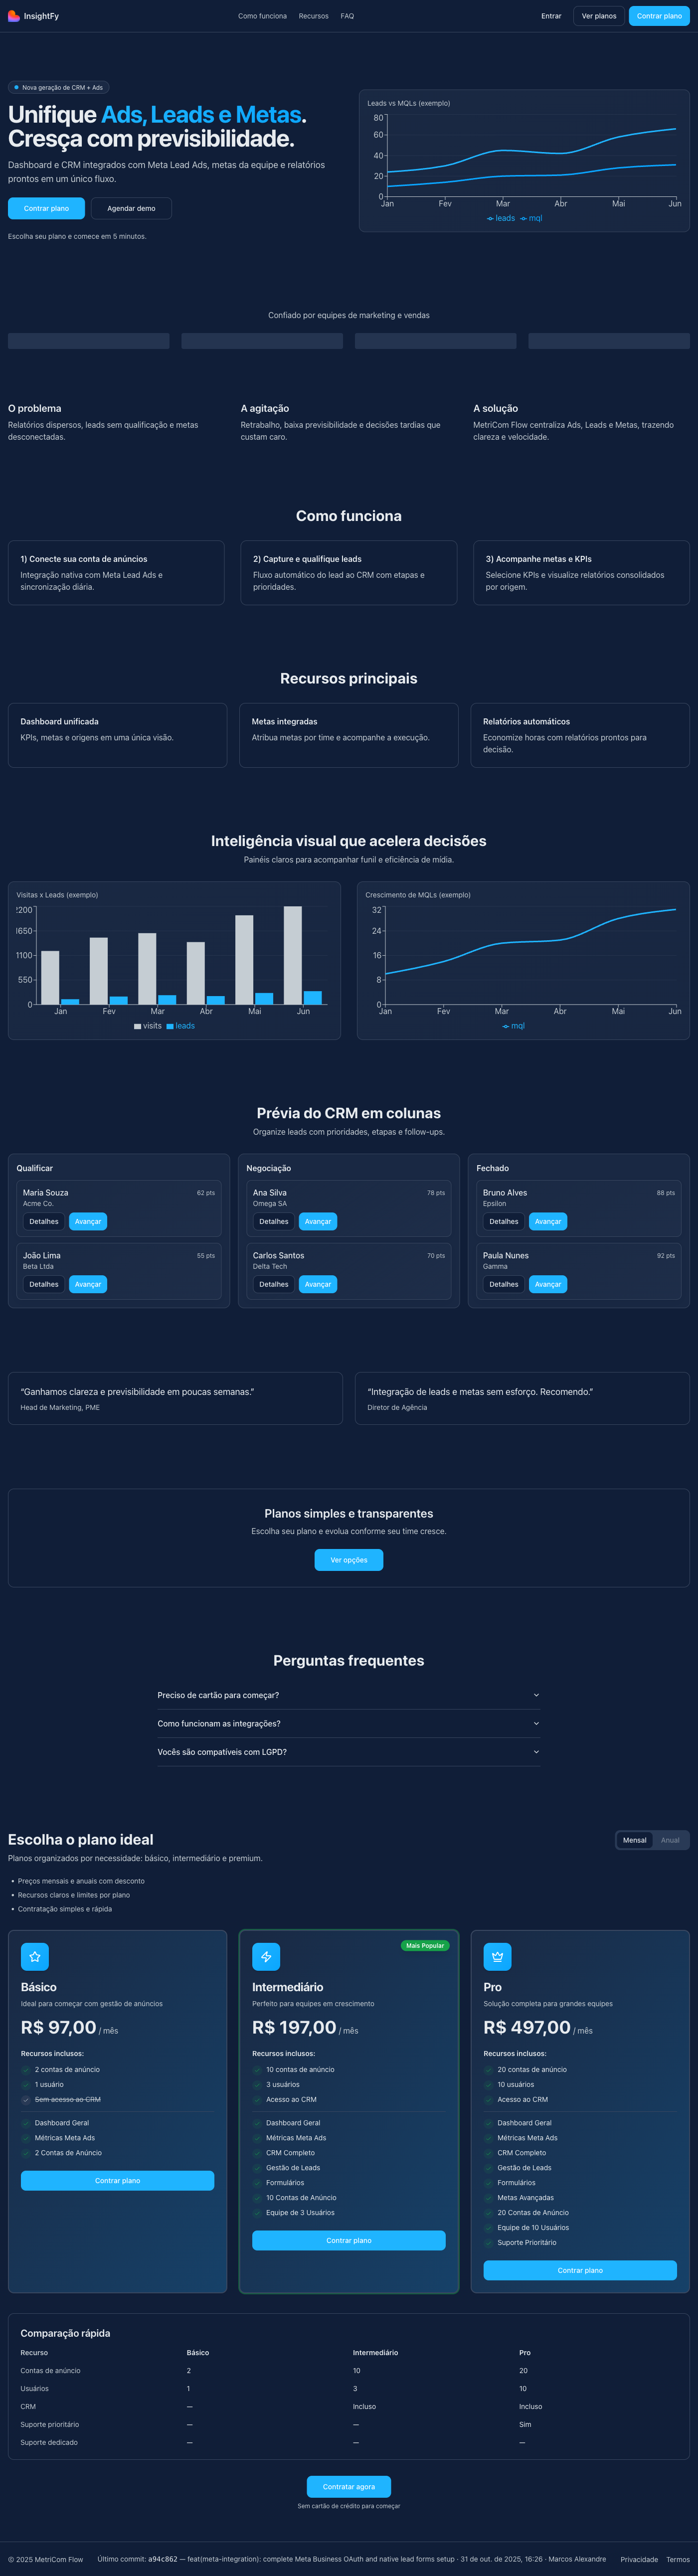 InsightFy
Como funciona
Recursos
FAQ
Entrar
Ver planos
Contrar plano
Nova geração de CRM + Ads
Unifique Ads, Leads e Metas.
Cresça com previsibilidade.
Dashboard e CRM integrados com Meta Lead Ads, metas da equipe e relatórios
prontos em um único fluxo.
Contrar plano
Agendar demo
Escolha seu plano e comece em 5 minutos.
Leads vs MQLs (exemplo)
80
60
40
20
0
Jan Fev Mar Abr Mai Jun
leads mql
Confiado por equipes de marketing e vendas
O problema
Relatórios dispersos, leads sem qualificação e metas
desconectadas.
A agitação
Retrabalho, baixa previsibilidade e decisões tardias que
custam caro.
A solução
MetriCom Flow centraliza Ads, Leads e Metas, trazendo
clareza e velocidade.
Como funciona
1) Conecte sua conta de anúncios
Integração nativa com Meta Lead Ads e
sincronização diária.
2) Capture e qualifique leads
Fluxo automático do lead ao CRM com etapas e
prioridades.
3) Acompanhe metas e KPIs
Selecione KPIs e visualize relatórios consolidados
por origem.
Recursos principais
Dashboard unificada
KPIs, metas e origens em uma única visão.
Metas integradas
Atribua metas por time e acompanhe a execução.
Relatórios automáticos
Economize horas com relatórios prontos para
decisão.
Inteligência visual que acelera decisões
Painéis claros para acompanhar funil e eficiência de mídia.
Visitas x Leads (exemplo)
200
650
1100
550
0
Jan Fev Mar Abr Mai Jun
visits leads
Crescimento de MQLs (exemplo)
32
24
16
8
0
Jan Fev Mar Abr Mai Jun
mql
Prévia do CRM em colunas
Organize leads com prioridades, etapas e follow-ups.
Qualificar
Maria Souza
62 pts
Acme Co.
Detalhes
Avançar
João Lima
55 pts
Beta Ltda
Detalhes
Avançar
Negociação
Ana Silva
78 pts
Omega SA
Detalhes
Avançar
Carlos Santos
70 pts
Delta Tech
Detalhes
Avançar
Fechado
Bruno Alves
88 pts
Epsilon
Detalhes
Avançar
Paula Nunes
92 pts
Gamma
Detalhes
Avançar
“Ganhamos clareza e previsibilidade em poucas semanas.”
Head de Marketing, PME
“Integração de leads e metas sem esforço. Recomendo.”
Diretor de Agência
Planos simples e transparentes
Escolha seu plano e evolua conforme seu time cresce.
Ver opções
Perguntas frequentes
Preciso de cartão para começar?
Como funcionam as integrações?
Vocês são compatíveis com LGPD?
Escolha o plano ideal
Planos organizados por necessidade: básico, intermediário e premium.
Mensal
Anual
• Preços mensais e anuais com desconto
• Recursos claros e limites por plano
• Contratação simples e rápida
Básico
Ideal para começar com gestão de anúncios
R$ 97,00 / mês
Recursos inclusos:
2 contas de anúncio
1 usuário
Sem acesso ao CRM
Dashboard Geral
Métricas Meta Ads
2 Contas de Anúncio
Contrar plano
Mais Popular
Intermediário
Perfeito para equipes em crescimento
R$ 197,00 / mês
Recursos inclusos:
10 contas de anúncio
3 usuários
Acesso ao CRM
Dashboard Geral
Métricas Meta Ads
CRM Completo
Gestão de Leads
Formulários
10 Contas de Anúncio
Equipe de 3 Usuários
Contrar plano
Pro
Solução completa para grandes equipes
R$ 497,00 / mês
Recursos inclusos:
20 contas de anúncio
10 usuários
Acesso ao CRM
Dashboard Geral
Métricas Meta Ads
CRM Completo
Gestão de Leads
Formulários
Metas Avançadas
20 Contas de Anúncio
Equipe de 10 Usuários
Suporte Prioritário
Contrar plano
Comparação rápida
Recurso Básico Intermediário Pro
Contas de anúncio 2 10 20
Usuários 1 3 10
CRM — Incluso Incluso
Suporte prioritário — — Sim
Suporte dedicado — — —
Contratar agora
Sem cartão de crédito para começar
© 2025 MetriCom Flow
Último commit: a94c862 — feat(meta-integration): complete Meta Business OAuth and native lead forms setup · 31 de out. de 2025, 16:26 · Marcos Alexandre
Privacidade
Termos